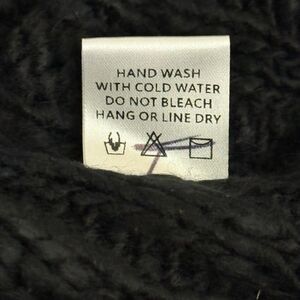 HAND WASH
WITH COLD WATER
DO NOT BLEACH
HANG OR LINE DRY